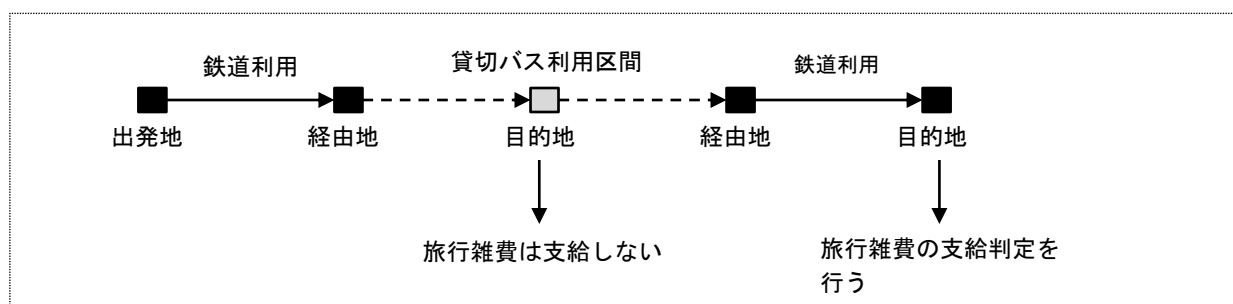 鉄道利用
貸切バス利用区間
鉄道利用
出発地
経由地
目的地
経由地
目的地
旅行雑費は支給しない
旅行雑費の支給判定を
行う